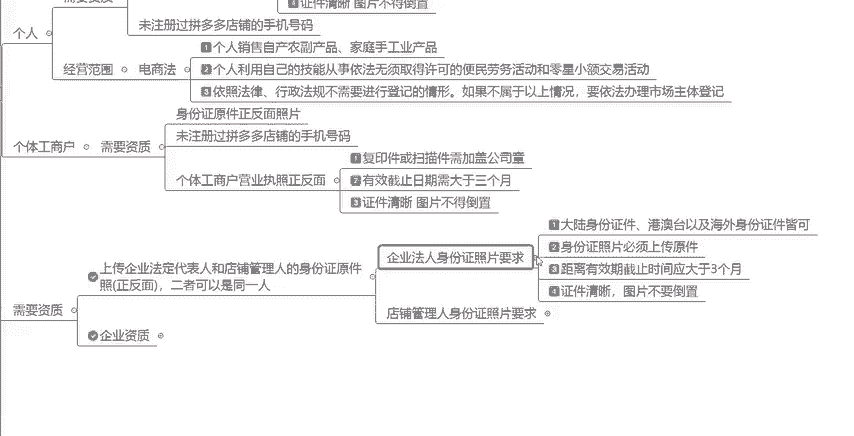 需要资质
4 证件清晰 图片不得倒置
未注册过拼多多店铺的手机号码
个人
1 个人销售自产农副产品、家庭手工业产品
经营范围
电商法
2 个人利用自己的技能从事依法无须取得许可的便民劳务活动和零星小额交易活动
3 依照法律、行政法规不需要进行登记的情形。如果不属于以上情况，要依法办理市场主体登记
身份证原件正反面照片
未注册过拼多多店铺的手机号码
个体工商户
需要资质
1 复印件或扫描件需加盖公司章
个体工商户营业执照正反面
2 有效截止日期需大于三个月
3 证件清晰 图片不得倒置
1 大陆身份证件、港澳台以及海外身份证件皆可
2 身份证照片必须上传原件
企业法人身份证照片要求
3 距离有效期截止时间应大于3个月
4 证件清晰，图片不要倒置
上传企业法定代表人和店铺管理人的身份证原件
照(正反面)，二者可以是同一人
需要资质
店铺管理人身份证照片要求
企业资质